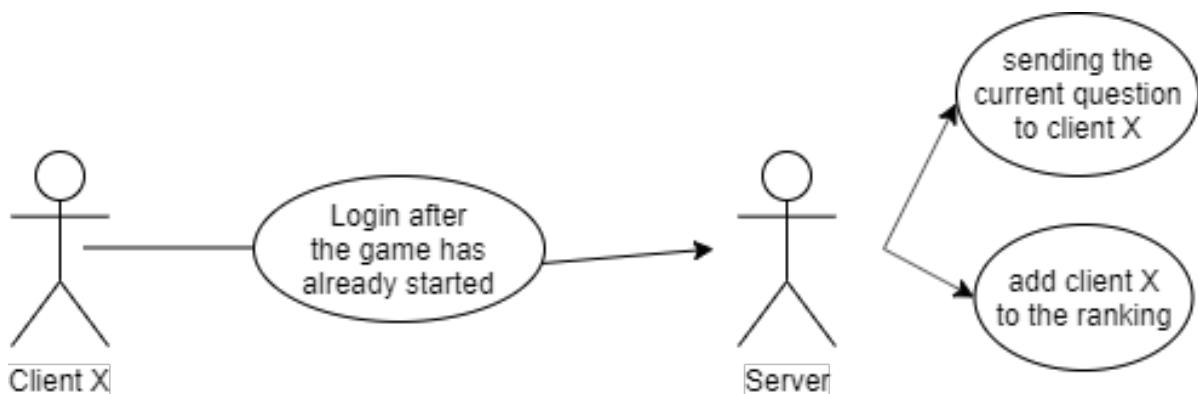 sending the
current question
to client X
Login after
the game has
already started
add client X
to the ranking
Client X
Server